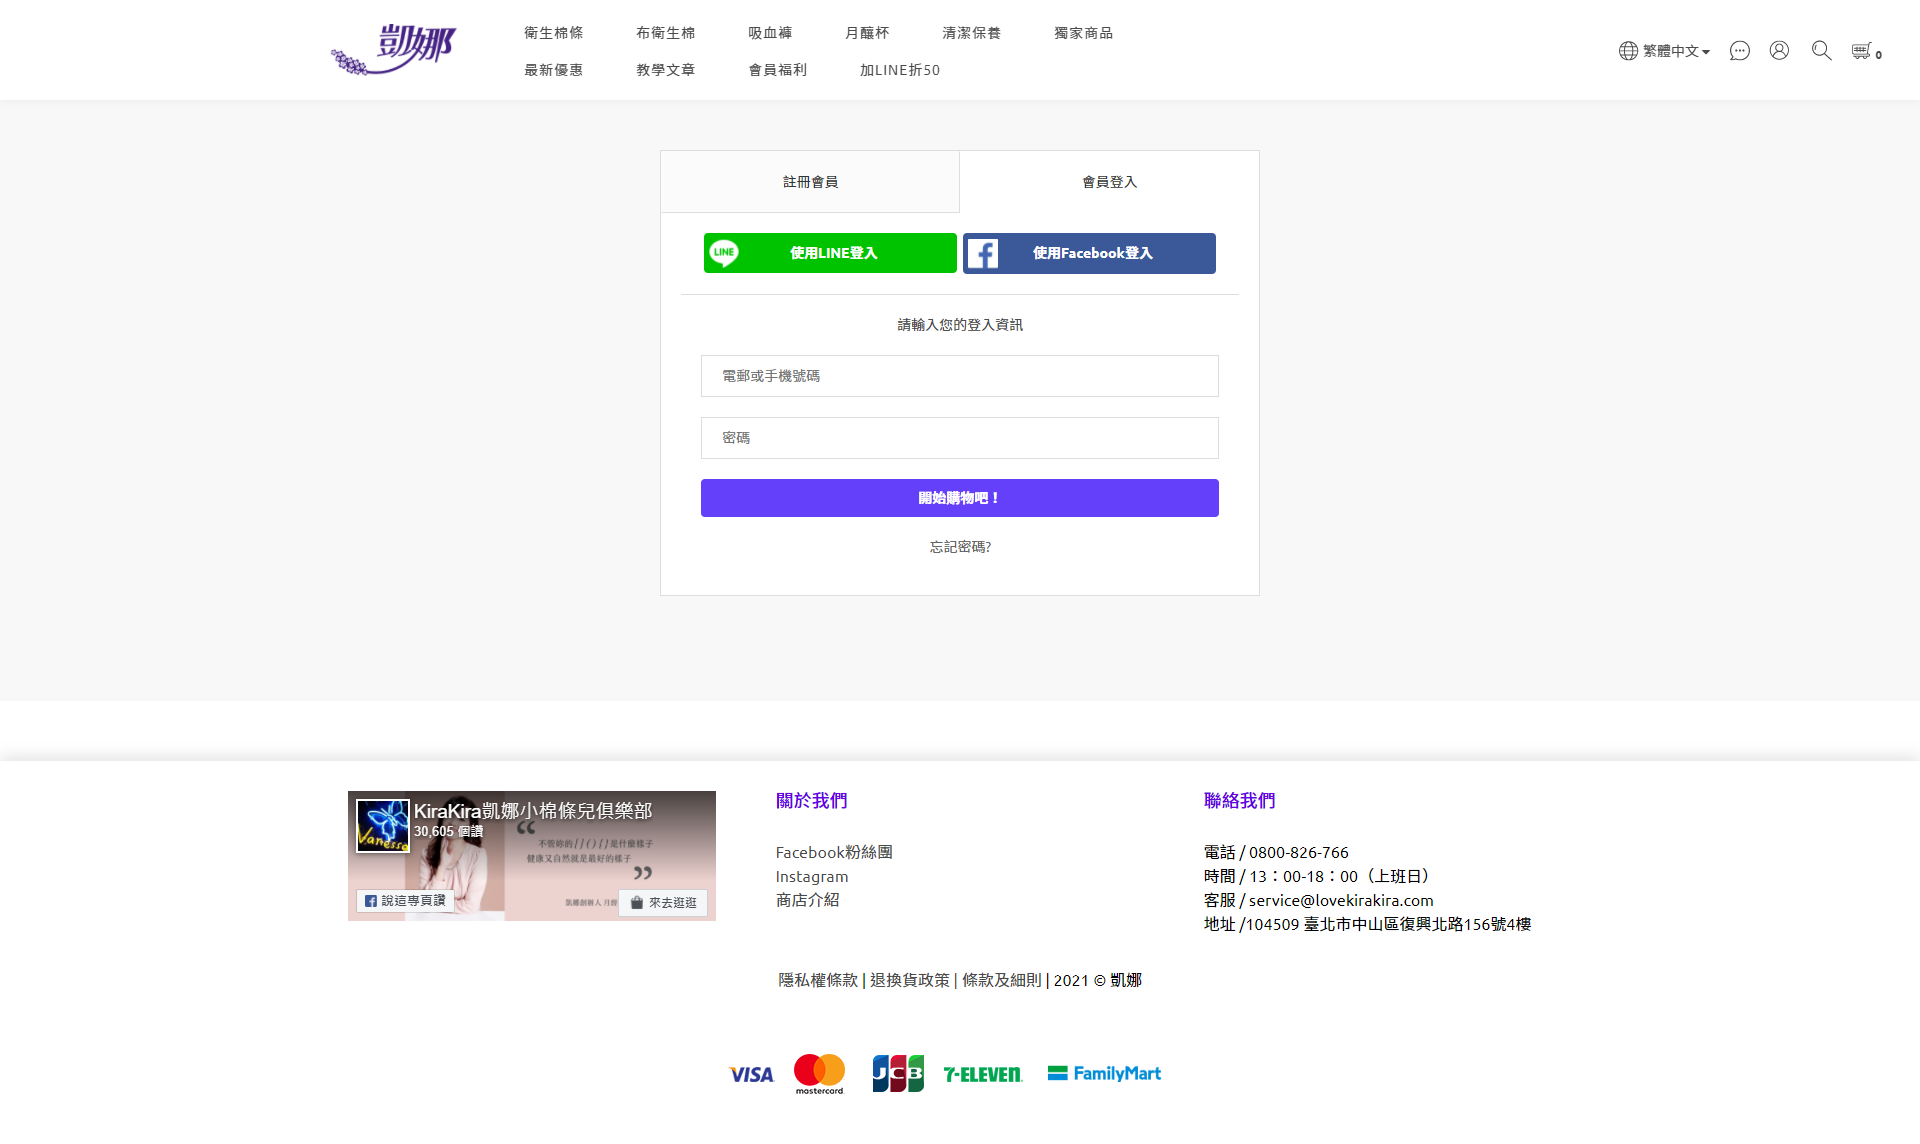 凱娜
衛生棉條 布衛生棉 吸血褲 月釀杯 清潔保養 獨家商品
最新優惠 教學文章 會員福利 加LINE折50
繁體中文
0
註冊會員 會員登入
LINE 使用LINE登入 使用Facebook登入
請輸入您的登入資訊
電郵或手機號碼
密碼
開始購物吧！
忘記密碼?
KiraKira凱娜小棉條兒俱樂部
30,605 個讚
Vanessa
“ 不管妳的//()//是什麼樣子
健康又自然就是最好的樣子 ”
凱娜創辦人 月經
說這專頁讚 來去逛逛
關於我們
Facebook粉絲團
Instagram
商店介紹
聯絡我們
電話 / 0800-826-766
時間 / 13：00-18：00（上班日）
客服 / service@lovekirakira.com
地址 /104509 臺北市中山區復興北路156號4樓
隱私權條款 | 退換貨政策 | 條款及細則 | 2021 © 凱娜
VISA mastercard JCB 7-ELEVEN FamilyMart